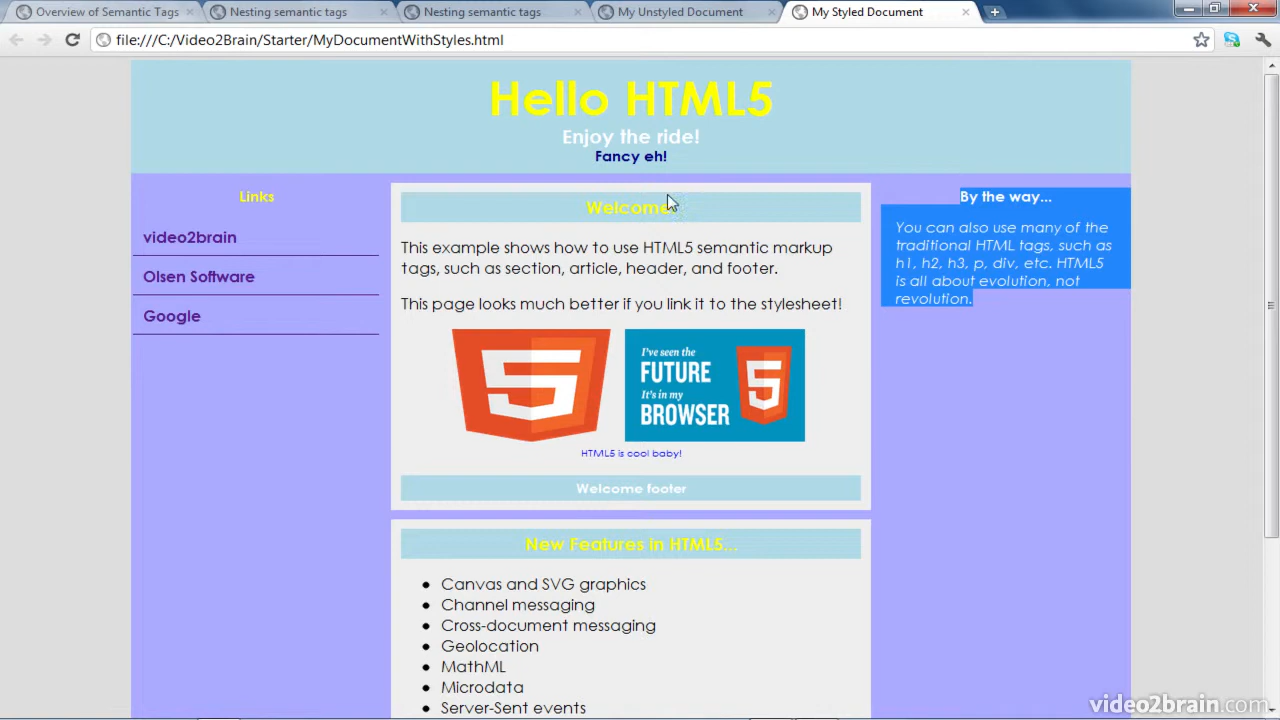 Overview of Semantic Tags
Nesting semantic tags
Nesting semantic tags
My Unstyled Document
My Styled Document
file:///C:/Video2Brain/Starter/MyDocumentWithStyles.html
Hello HTML5
Enjoy the ride!
Fancy eh!
Links
video2brain
Olsen Software
Google
Welcome
This example shows how to use HTML5 semantic markup
tags, such as section, article, header, and footer.
This page looks much better if you link it to the stylesheet!
5
I've seen the
FUTURE
It's in my
BROWSER
5
HTML5 is cool baby!
Welcome footer
New Features in HTML5...
Canvas and SVG graphics
Channel messaging
Cross-document messaging
Geolocation
MathML
Microdata
Server-Sent events
By the way...
You can also use many of the
traditional HTML tags, such as
h1, h2, h3, p, div, etc. HTML5
is all about evolution, not
revolution.
video2brain.com